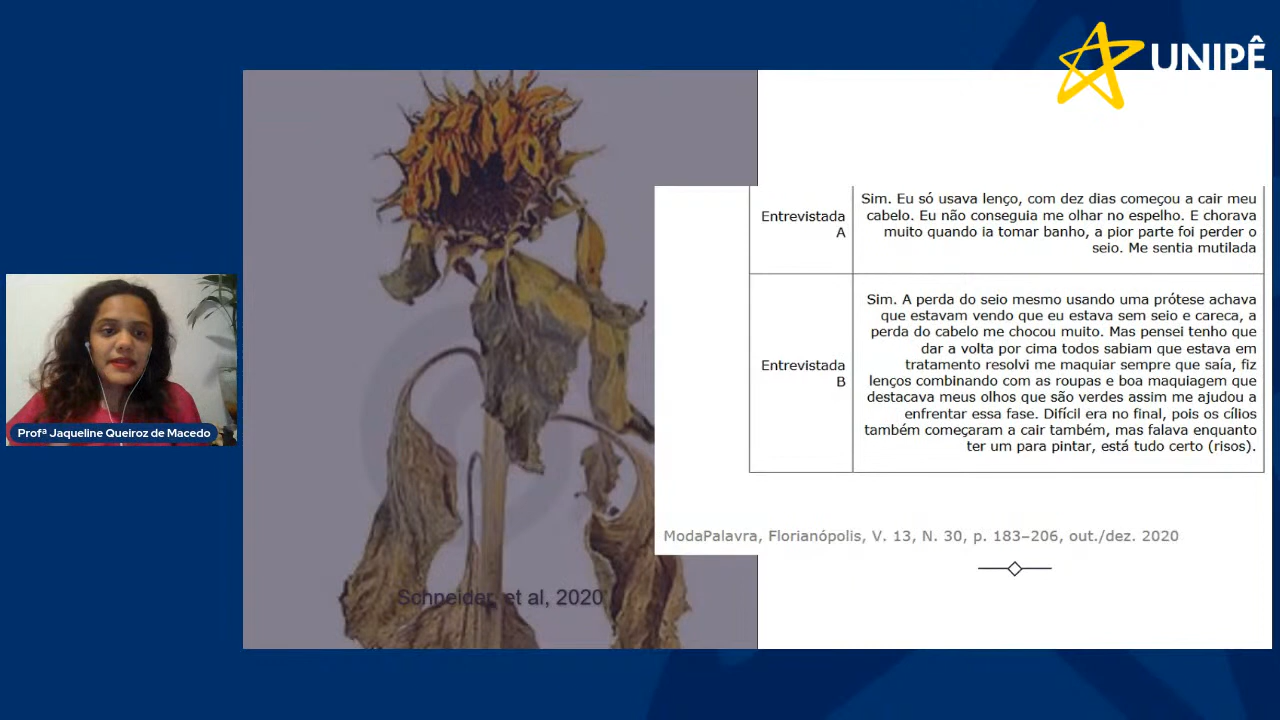 UNIPÊ
Entrevistada
A
Sim. Eu só usava lenço, com dez dias começou a cair meu
cabelo. Eu não conseguia me olhar no espelho. E chorava
muito quando ia tomar banho, a pior parte foi perder o
seio. Me sentia mutilada
Entrevistada
B
Sim. A perda do seio mesmo usando uma prótese achava
que estavam vendo que eu estava sem seio e careca, a
perda do cabelo me chocou muito. Mas pensei tenho que
dar a volta por cima todos sabiam que estava em
tratamento resolvi me maquiar sempre que saía, fiz
lenços combinando com as roupas e boa maquiagem que
destacava meus olhos que são verdes assim me ajudou a
enfrentar essa fase. Difícil era no final, pois os cílios
também começaram a cair também, mas falava enquanto
ter um para pintar, está tudo certo (risos).
Profª Jaqueline Queiroz de Macedo
ModaPalavra, Florianópolis, V. 13, N. 30, p. 183–206, out./dez. 2020
Schneider, et al, 2020